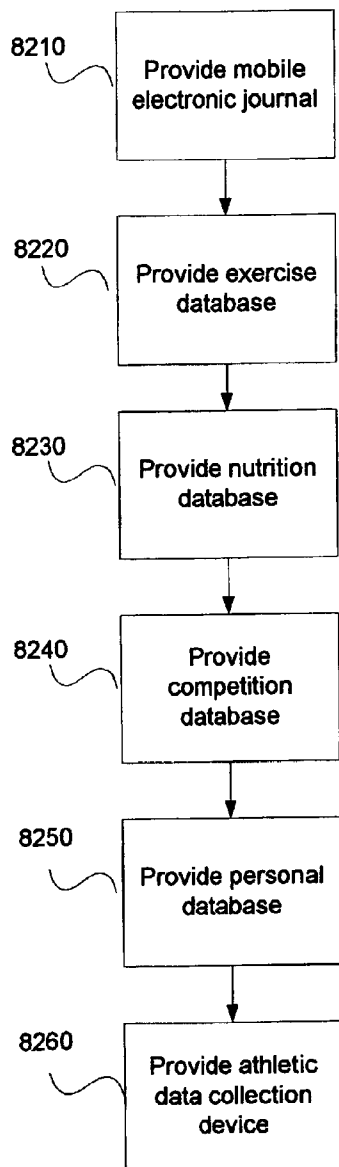 8210
Provide mobile
electronic journal
8220
Provide exercise
database
8230
Provide nutrition
database
8240
Provide
competition
database
8250
Provide personal
database
8260
Provide athletic
data collection
device